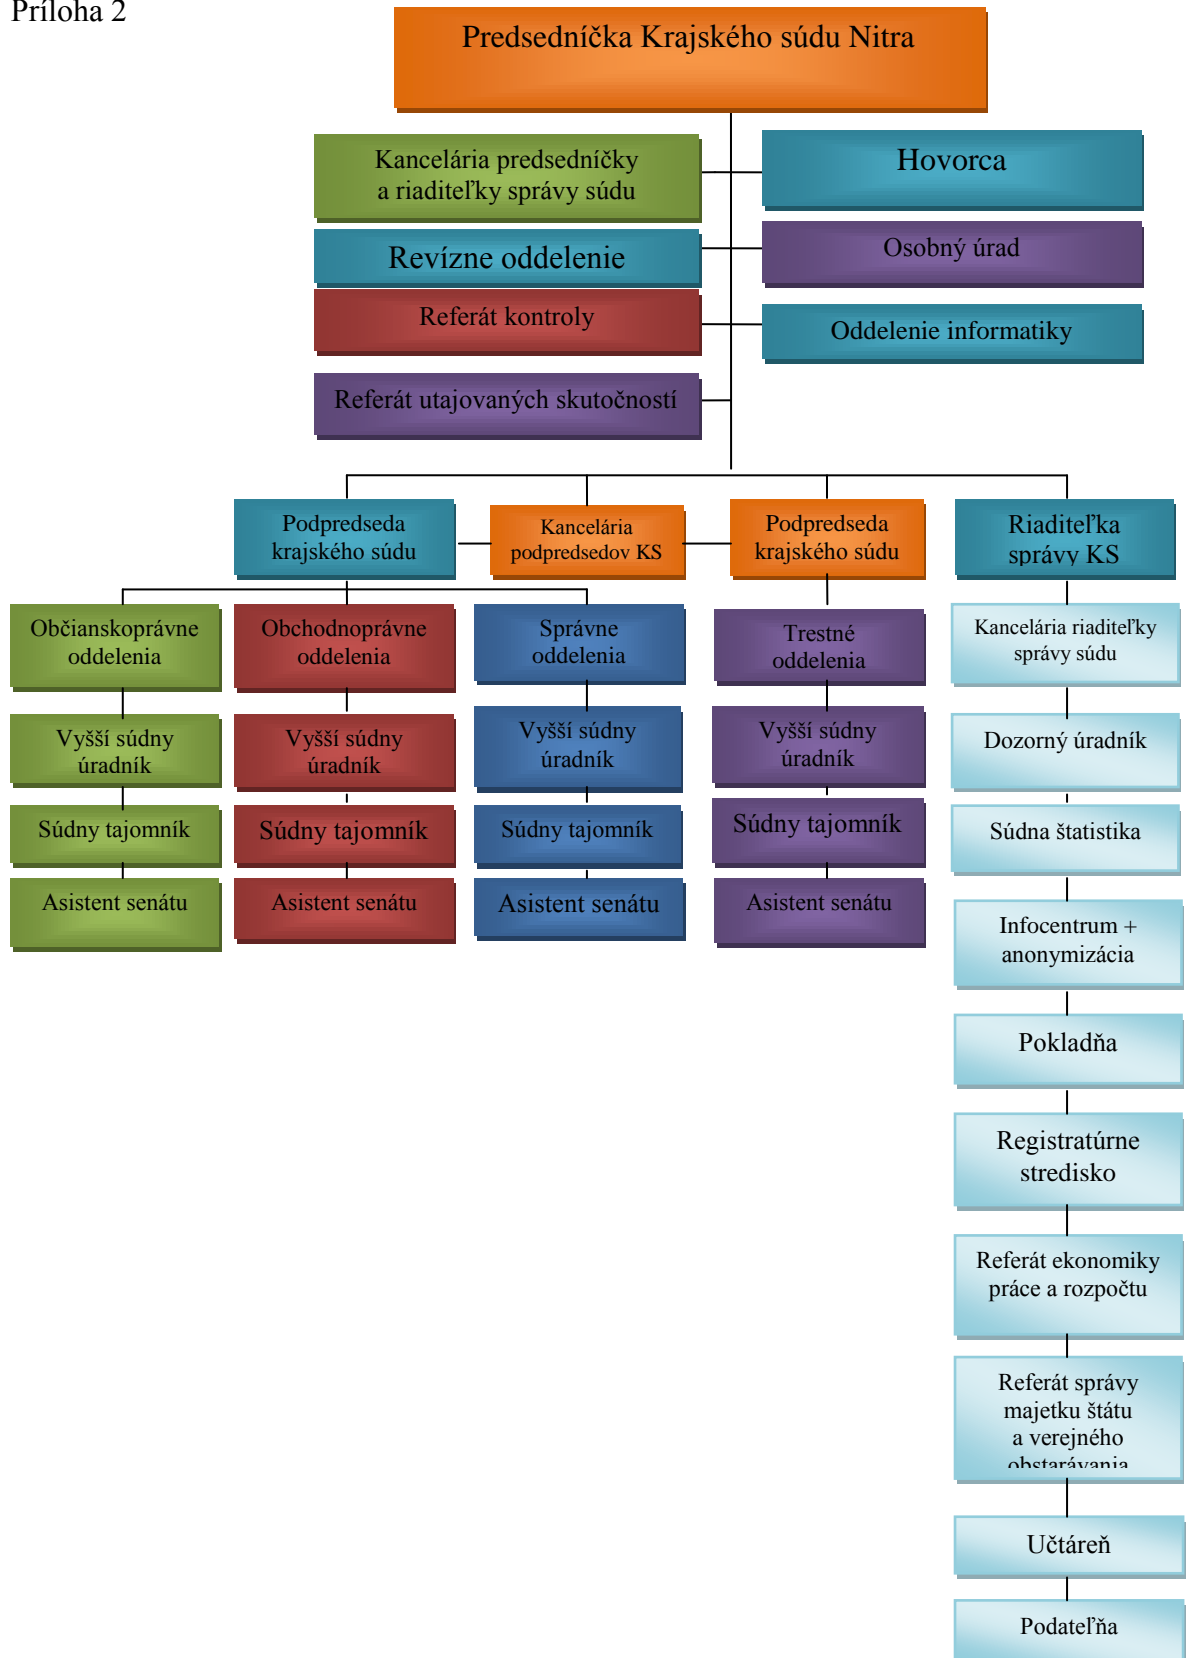 Príloha 2
Predsedníčka Krajského súdu Nitra
Kancelária predsedníčky
a riaditeľky správy súdu
Hovorca
Revízne oddelenie
Osobný úrad
Referát kontroly
Oddelenie informatiky
Referát utajovaných skutočností
Podpredseda
krajského súdu
Kancelária
podpredsedov KS
Podpredseda
krajského súdu
Riaditeľka
správy KS
Občianskoprávne
oddelenia
Obchodnoprávne
oddelenia
Správne
oddelenia
Trestné
oddelenia
Kancelária riaditeľky
správy súdu
Vyšší súdny
úradník
Vyšší súdny
úradník
Vyšší súdny
úradník
Vyšší súdny
úradník
Dozorný úradník
Súdny tajomník
Súdny tajomník
Súdny tajomník
Súdny tajomník
Súdna štatistika
Asistent senátu
Asistent senátu
Asistent senátu
Asistent senátu
Infocentrum +
anonymizácia
Pokladňa
Registratúrne
stredisko
Referát ekonomiky
práce a rozpočtu
Referát správy
majetku štátu
a verejného
obstarávania
Učtáreň
Podateľňa